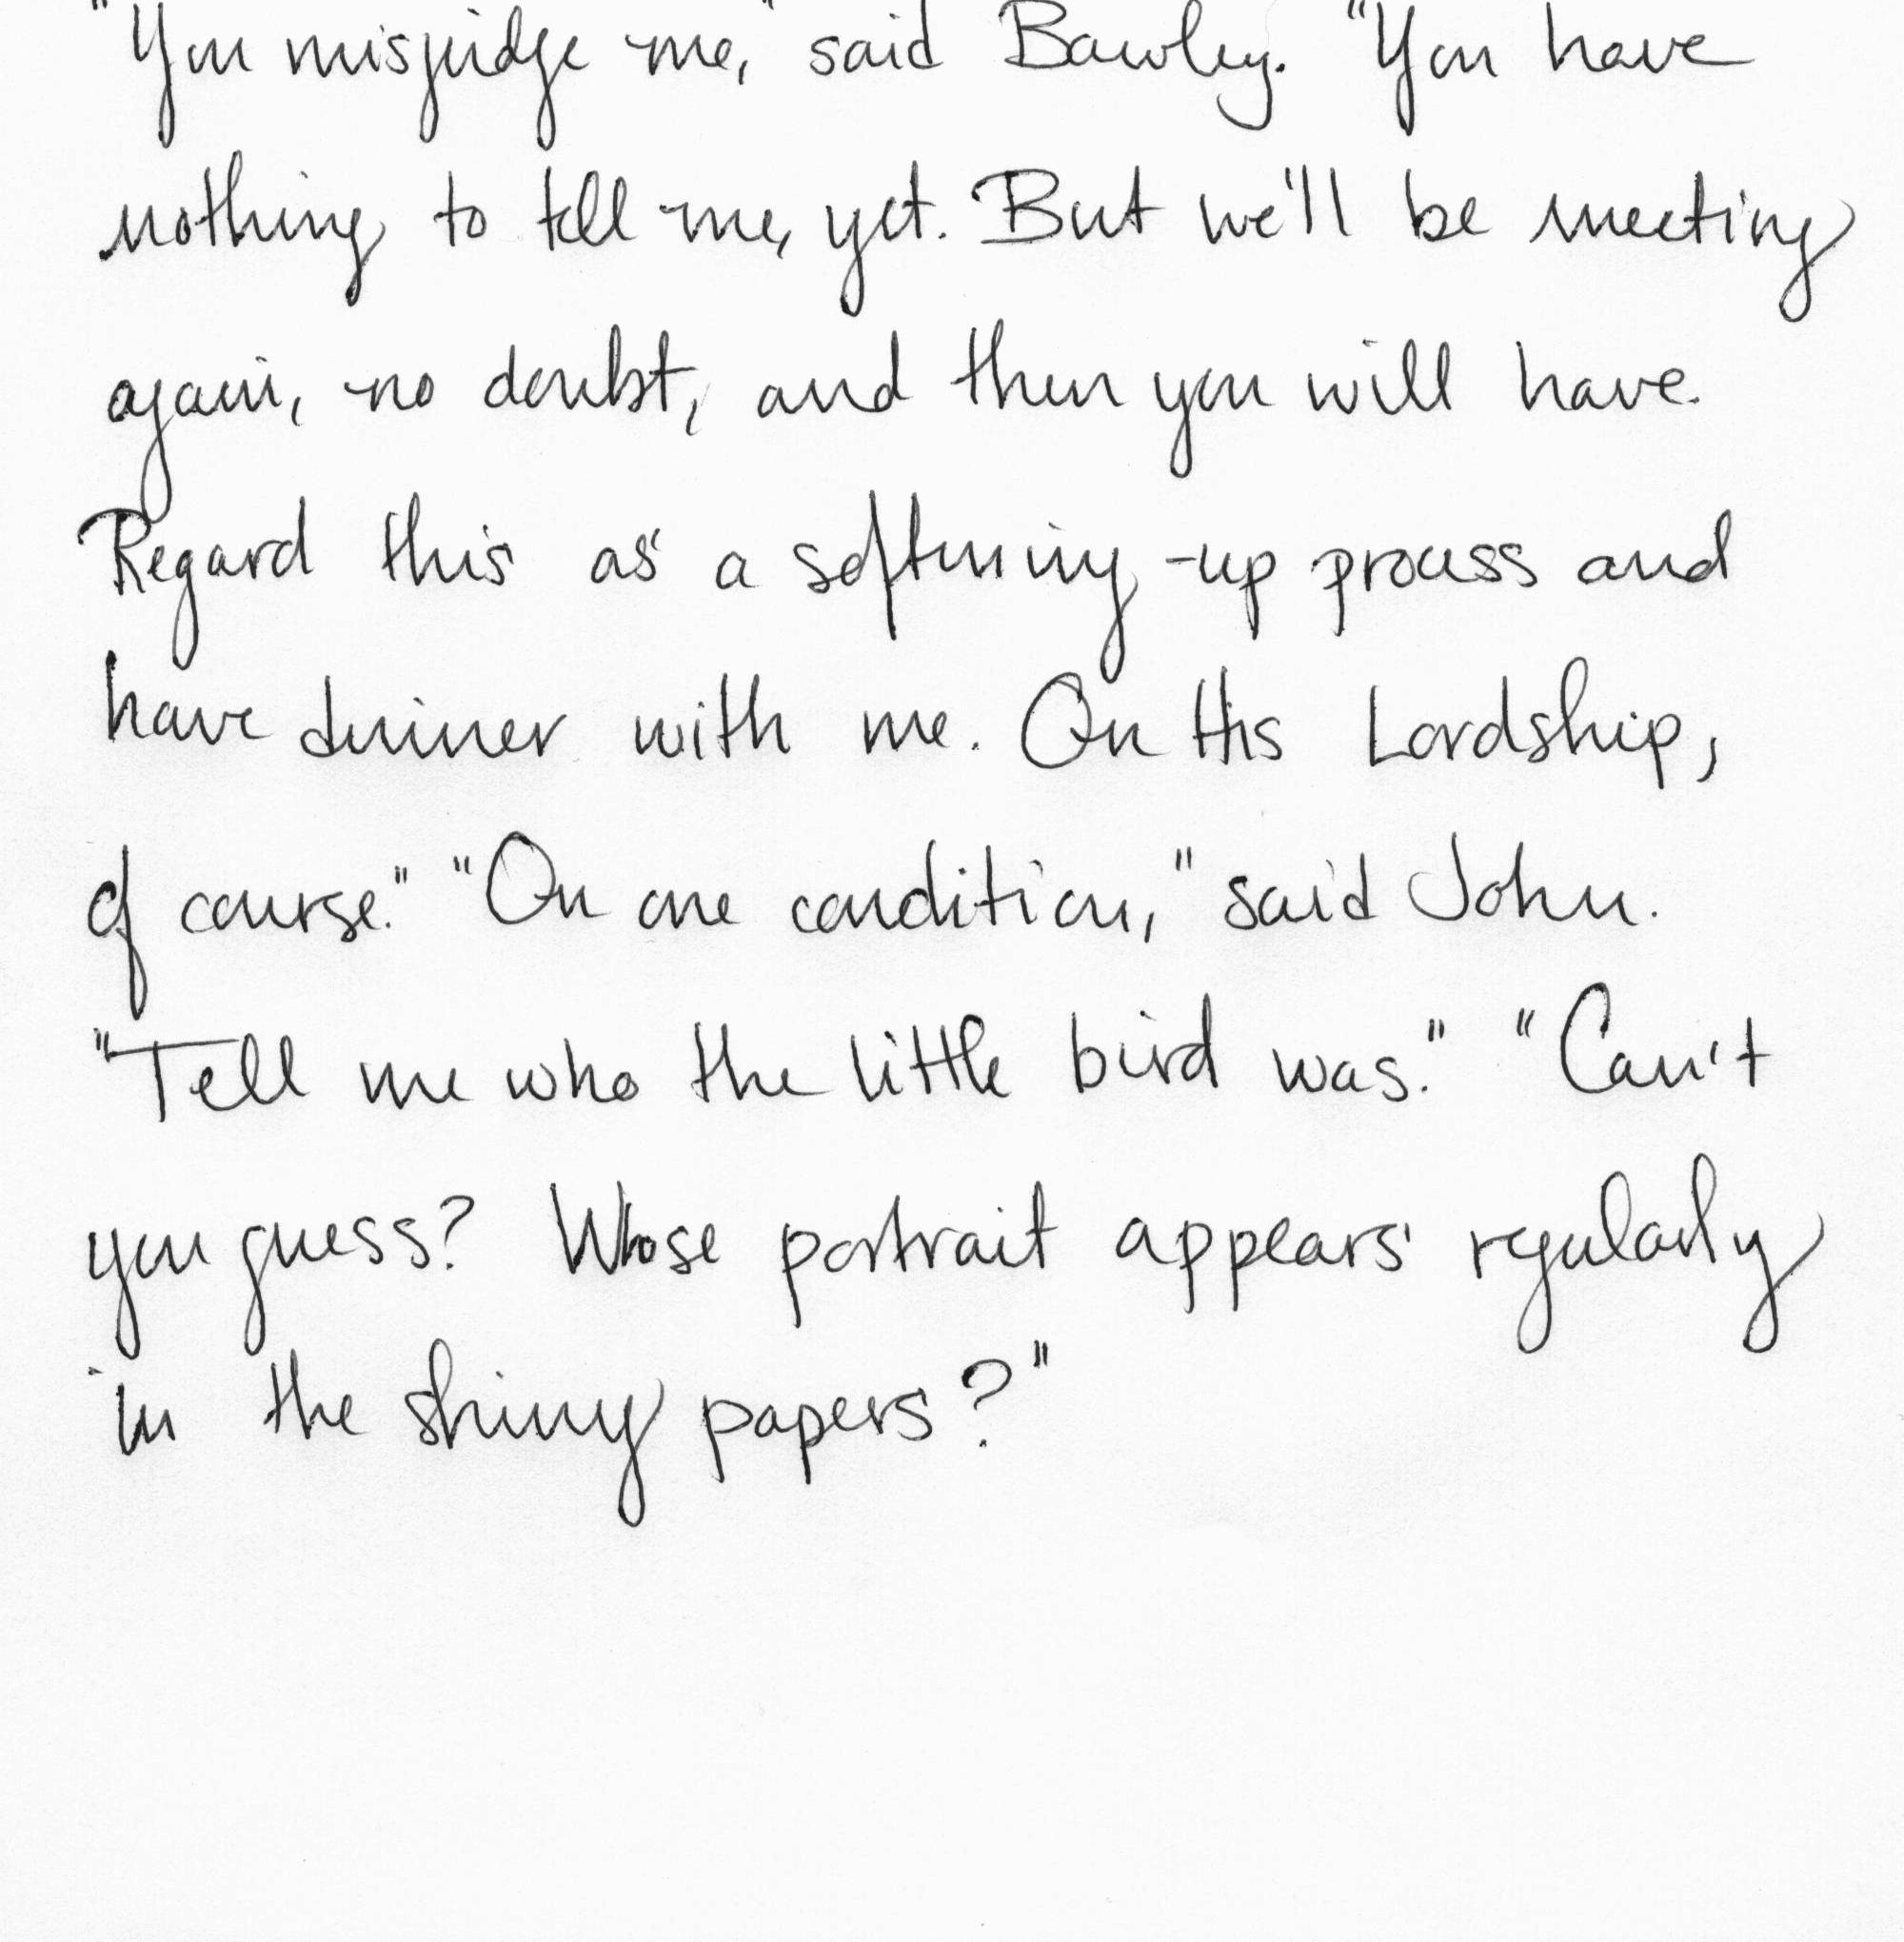 "You misjudge me," said Bawley. "You have
nothing to tell me, yet. But we'll be meeting
again, no doubt, and then you will have.
Regard this as a softening-up process and
have dinner with me. On His Lordship,
of course." "On one condition," said John.
"Tell me who the little bird was." "Can't
you guess? Whose portrait appears regularly
in the shiny papers?"